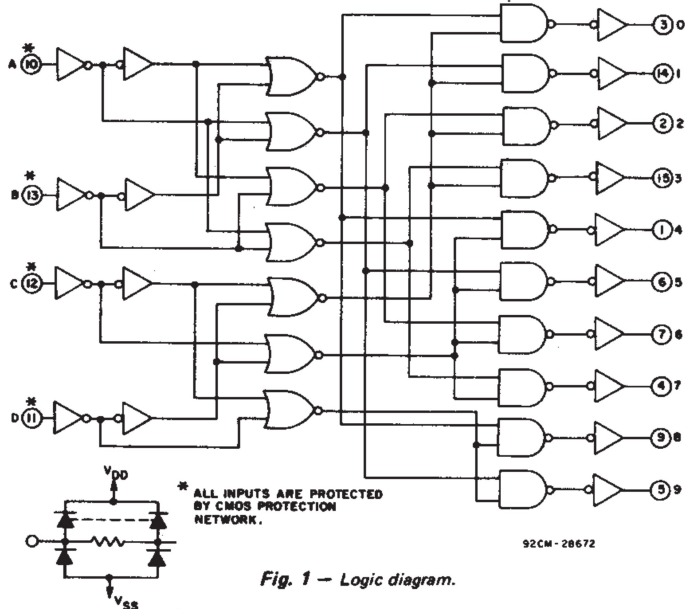 3 0
* A 10
14 1
2 2
* B 13
15 3
1 4
* C 12
6 5
7 6
4 7
* D 11
9 8
5 9
VDD
* ALL INPUTS ARE PROTECTED
BY CMOS PROTECTION
NETWORK.
92CM-28672
VSS
Fig. 1 — Logic diagram.